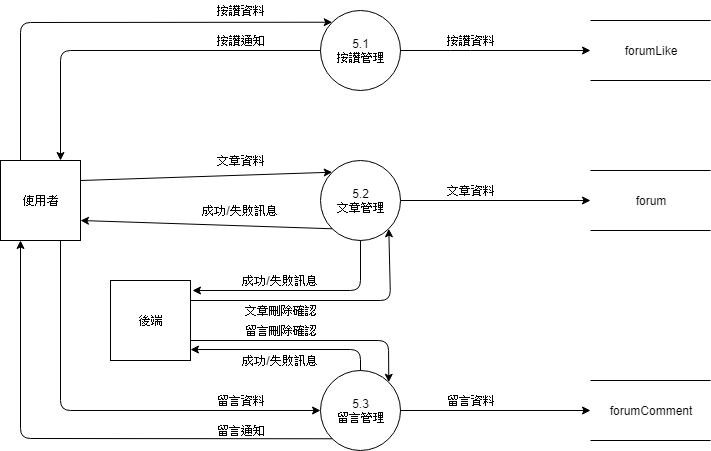 按讚資料
按讚通知
5.1
按讚管理
按讚資料
forumLike
文章資料
使用者
成功/失敗訊息
5.2
文章管理
文章資料
forum
成功/失敗訊息
後端
文章刪除確認
留言刪除確認
成功/失敗訊息
留言資料
留言通知
5.3
留言管理
留言資料
forumComment